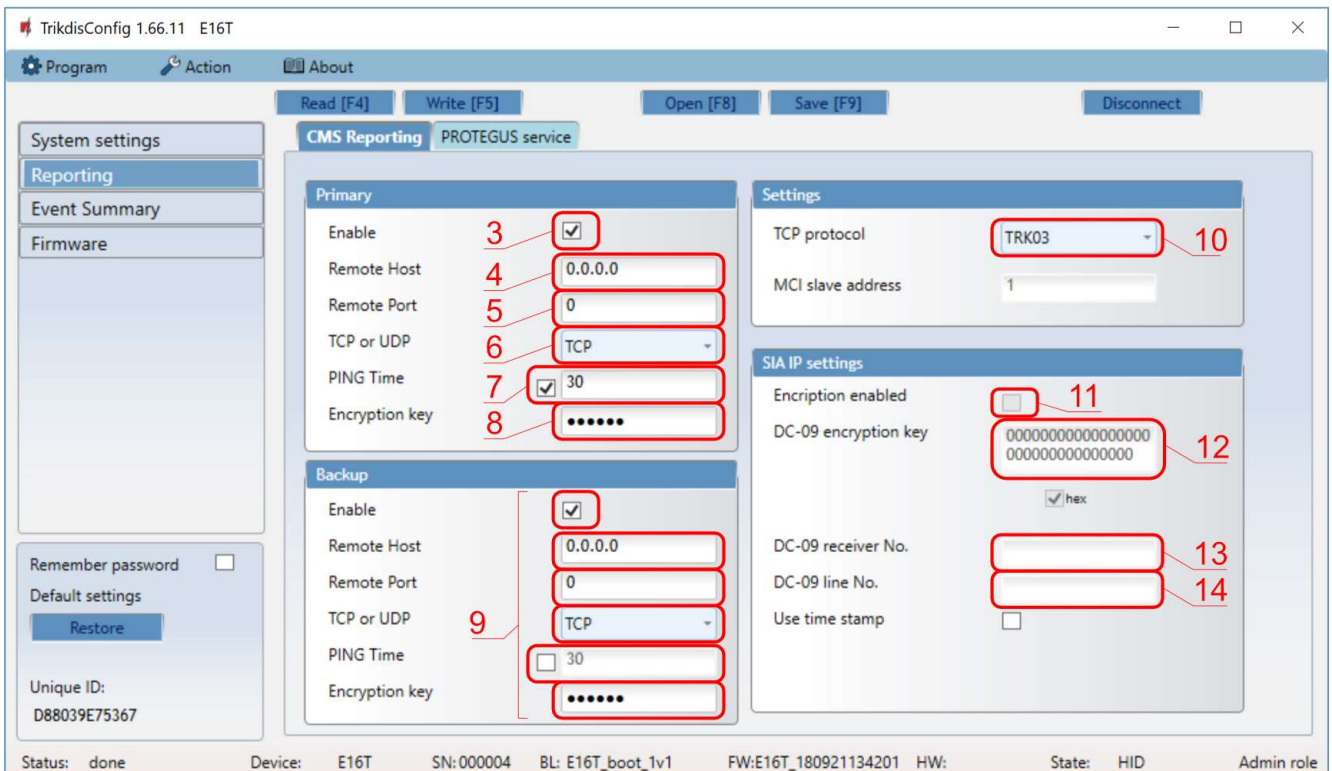 TrikdisConfig 1.66.11 E16T
Program Action About
Read [F4] Write [F5] Open [F8] Save [F9] Disconnect
System settings
Reporting
Event Summary
Firmware
CMS Reporting PROTEGUS service
Primary
Enable 3
Remote Host 4 0.0.0.0
Remote Port 5 0
TCP or UDP 6 TCP
PING Time 7 30
Encryption key 8 ••••••
Backup
Enable
Remote Host 0.0.0.0
Remote Port 0
TCP or UDP 9 TCP
PING Time 30
Encryption key ••••••
Settings
TCP protocol TRK03 10
MCI slave address 1
SIA IP settings
Encription enabled 11
DC-09 encryption key 00000000000000000
000000000000000 12
hex
DC-09 receiver No. 13
DC-09 line No. 14
Use time stamp
Remember password
Default settings
Restore
Unique ID:
D88039E75367
Status: done Device: E16T SN:000004 BL: E16T_boot_1v1 FW:E16T_180921134201 HW: State: HID Admin role